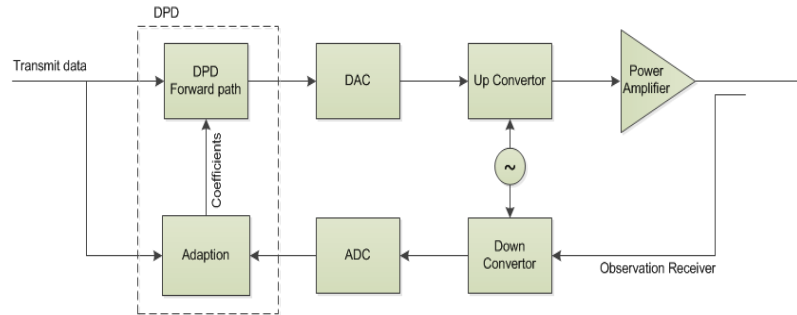 DPD
Transmit data
DPD
Forward path
DAC
Up Convertor
Power
Amplifier
Coefficients
~
Adaption
ADC
Down
Convertor
Observation Receiver